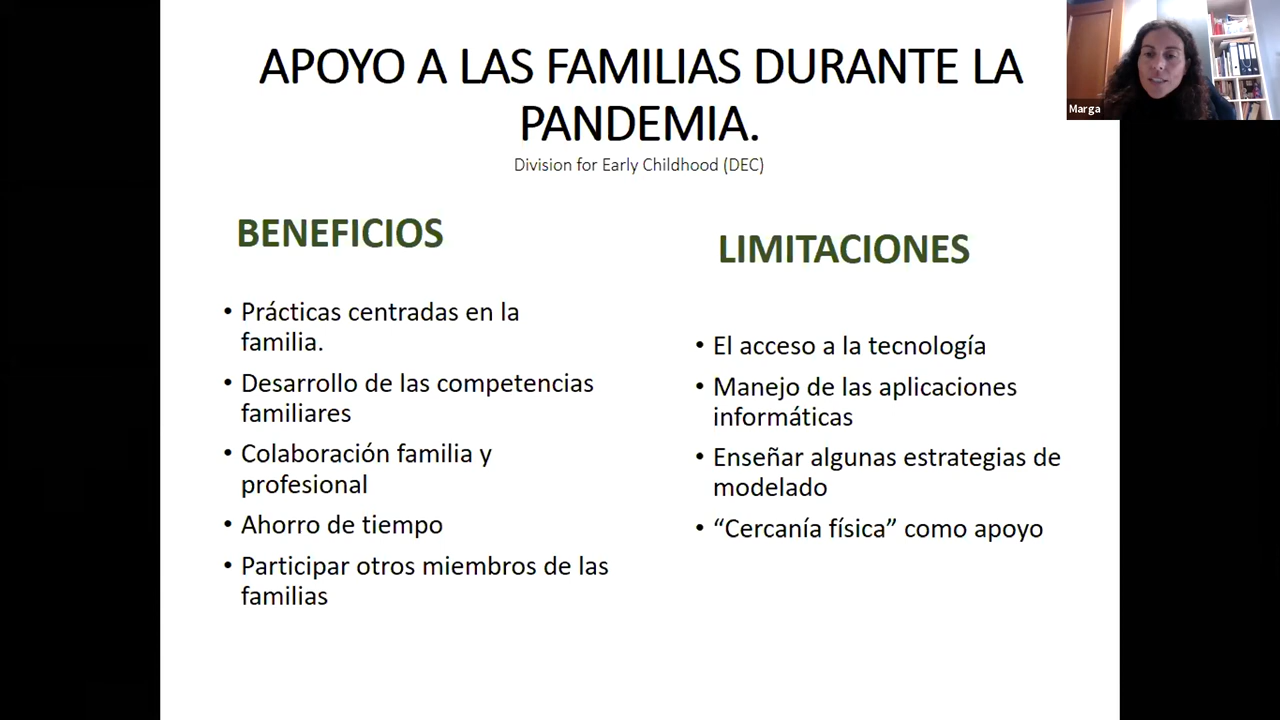 APOYO A LAS FAMILIAS DURANTE LA
PANDEMIA.
Division for Early Childhood (DEC)
BENEFICIOS
• Prácticas centradas en la
familia.
• Desarrollo de las competencias
familiares
• Colaboración familia y
profesional
• Ahorro de tiempo
• Participar otros miembros de las
familias
LIMITACIONES
• El acceso a la tecnología
• Manejo de las aplicaciones
informáticas
• Enseñar algunas estrategias de
modelado
• “Cercanía física” como apoyo
Marga